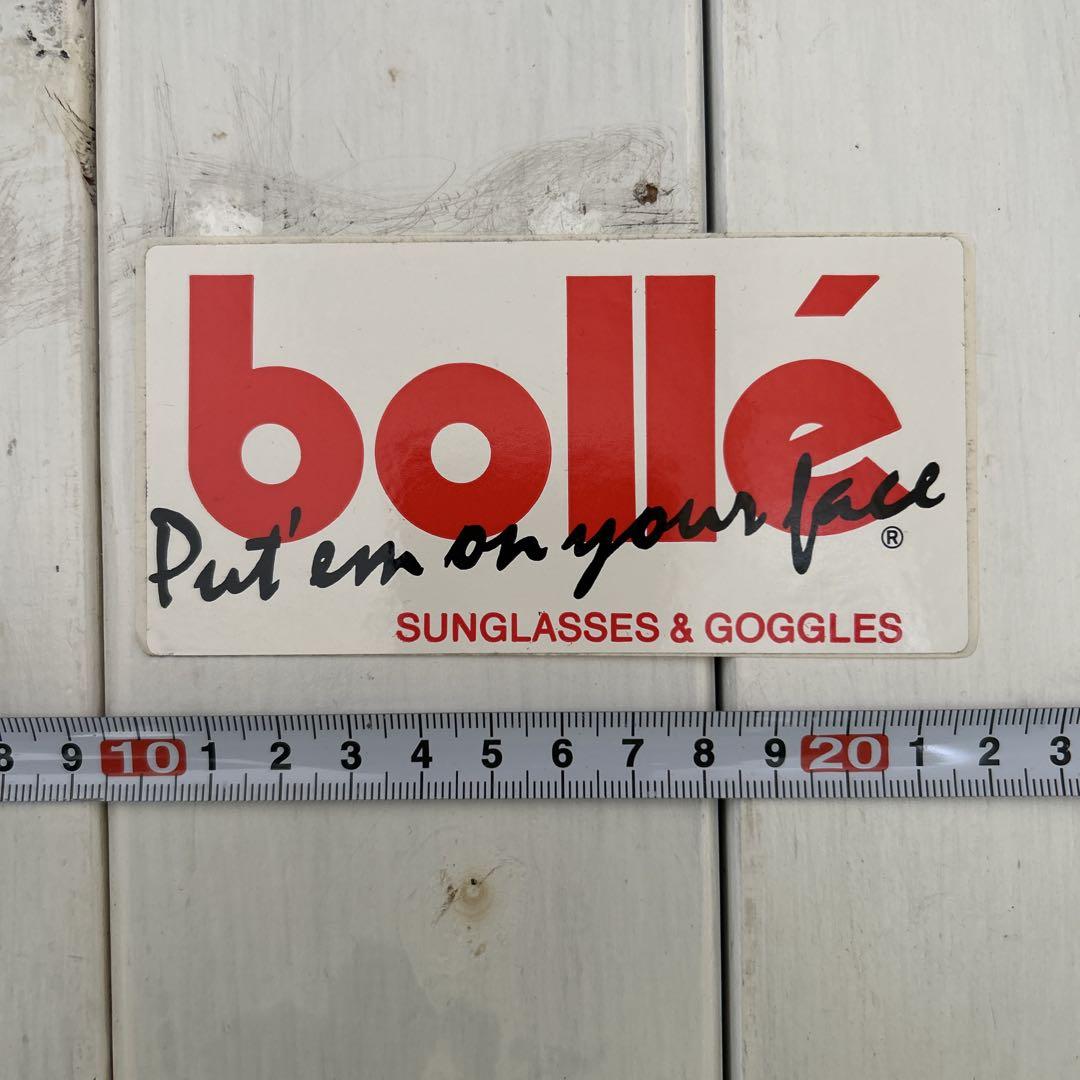 bollé
Put'em on your face
®
SUNGLASSES & GOGGLES
8 9 10 1 2 3 4 5 6 7 8 9 20 1 2 3